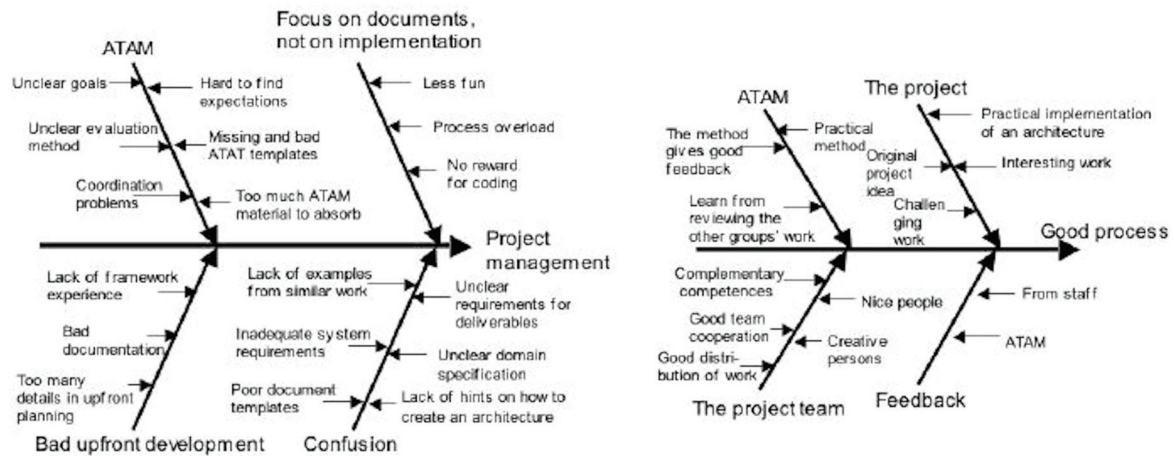 Focus on documents,
not on implementation
ATAM
Unclear goals
Hard to find
expectations
Less fun
Unclear evaluation
method
Missing and bad
ATAT templates
Process overload
Coordination
problems
Too much ATAM
material to absorb
No reward
for coding
Project
management
Lack of framework
experience
Lack of examples
from similar work
Unclear
requirements for
deliverables
Bad
documentation
Inadequate system
requirements
Unclear domain
specification
Too many
details in upfront
planning
Poor document
templates
Lack of hints on how to
create an architecture
Bad upfront development
Confusion
ATAM
The project
The method
gives good
feedback
Practical
method
Practical implementation
of an architecture
Original
project
idea
Interesting work
Learn from
reviewing the
other groups' work
Challen
ging
work
Good process
Complementary
competences
Nice people
From staff
Good team
cooperation
Creative
persons
ATAM
Good distri-
bution of work
The project team
Feedback